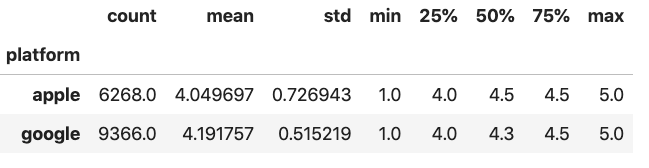 count mean std min 25% 50% 75% max
platform
apple 6268.0 4.049697 0.726943 1.0 4.0 4.5 4.5 5.0
google 9366.0 4.191757 0.515219 1.0 4.0 4.3 4.5 5.0